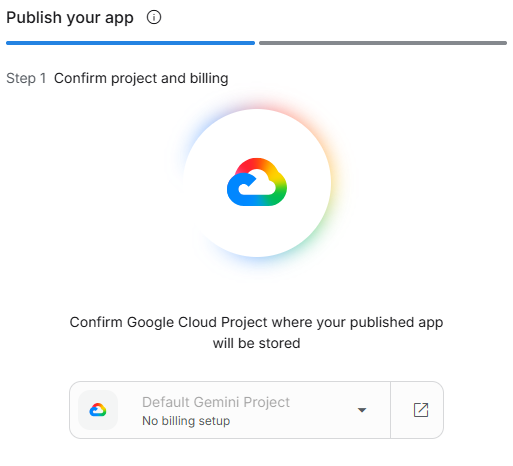 Publish your app
Step 1 Confirm project and billing
Confirm Google Cloud Project where your published app
will be stored
Default Gemini Project
No billing setup